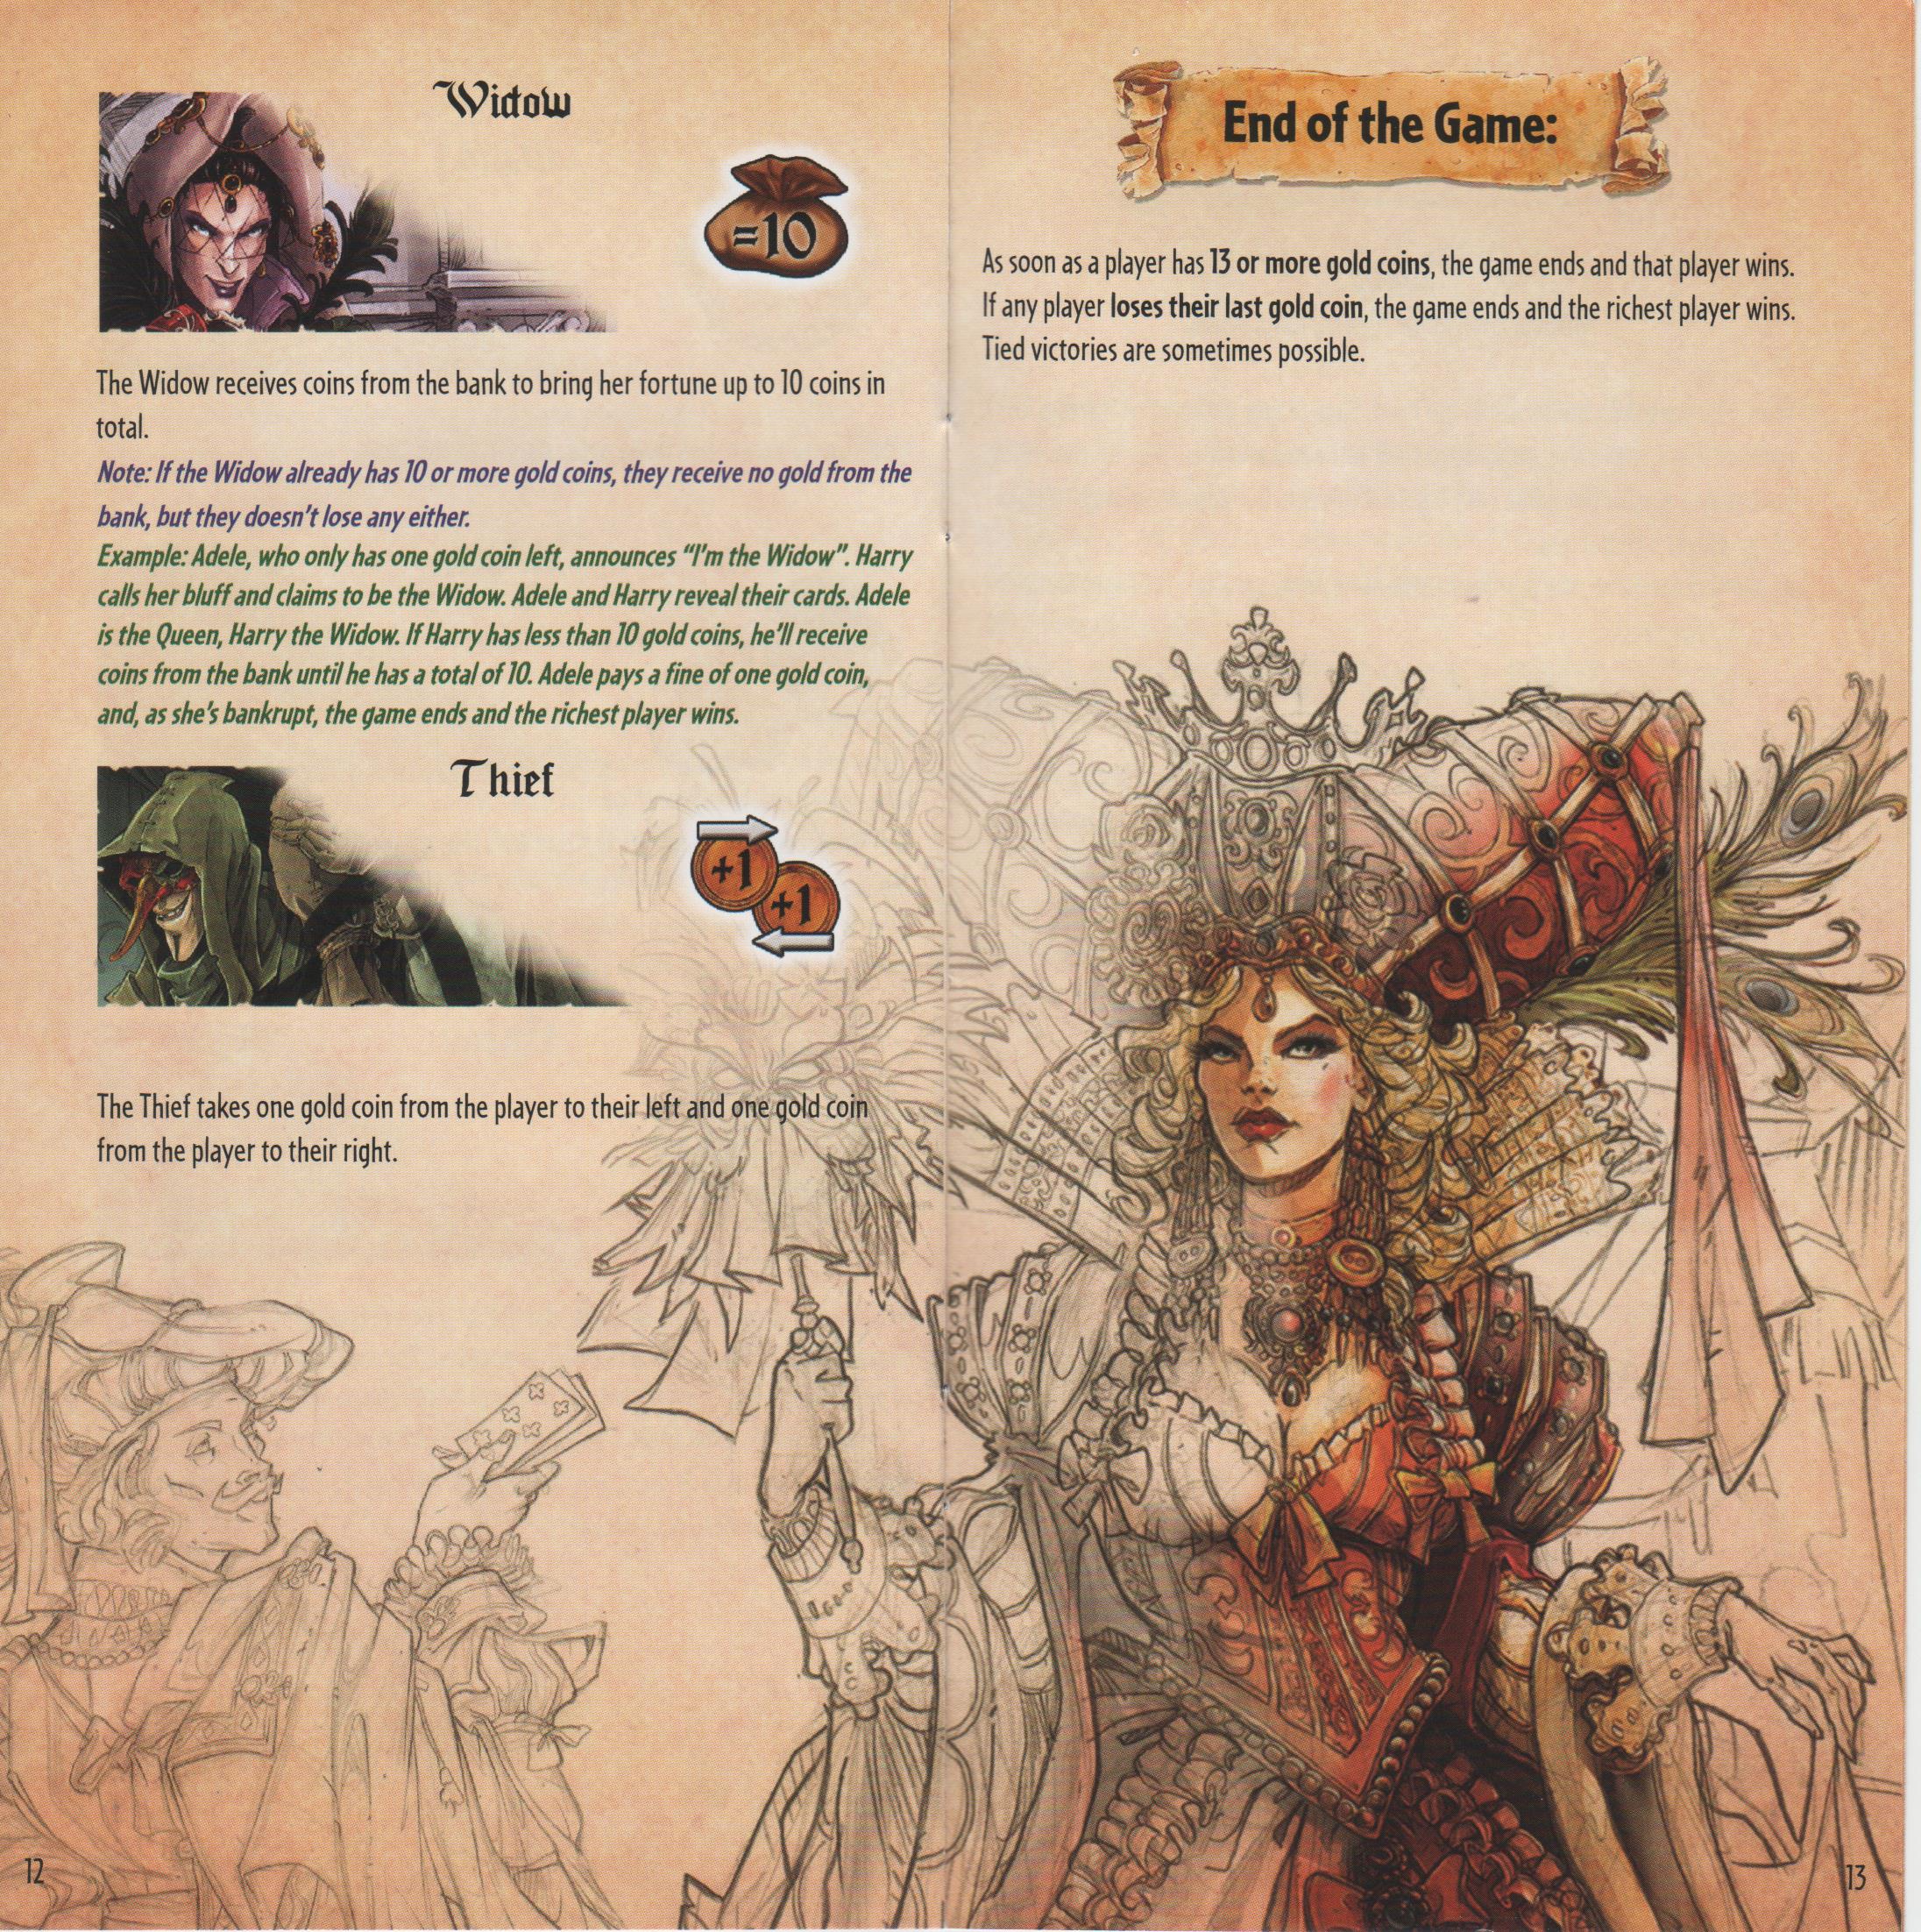 Widow
=10
The Widow receives coins from the bank to bring her fortune up to 10 coins in
total.
Note: If the Widow already has 10 or more gold coins, they receive no gold from the
bank, but they doesn't lose any either.
Example: Adele, who only has one gold coin left, announces “I'm the Widow”. Harry
calls her bluff and claims to be the Widow. Adele and Harry reveal their cards. Adele
is the Queen, Harry the Widow. If Harry has less than 10 gold coins, he'll receive
coins from the bank until he has a total of 10. Adele pays a fine of one gold coin,
and, as she's bankrupt, the game ends and the richest player wins.
Thief
+1
+1
The Thief takes one gold coin from the player to their left and one gold coin
from the player to their right.
12
End of the Game:
As soon as a player has 13 or more gold coins, the game ends and that player wins.
If any player loses their last gold coin, the game ends and the richest player wins.
Tied victories are sometimes possible.
13